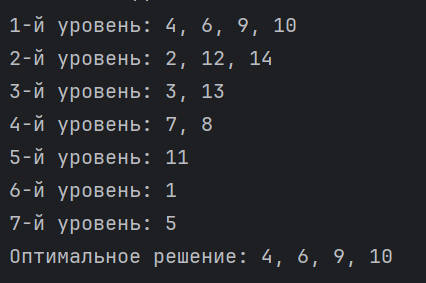 1-й уровень: 4, 6, 9, 10
2-й уровень: 2, 12, 14
3-й уровень: 3, 13
4-й уровень: 7, 8
5-й уровень: 11
6-й уровень: 1
7-й уровень: 5
Оптимальное решение: 4, 6, 9, 10